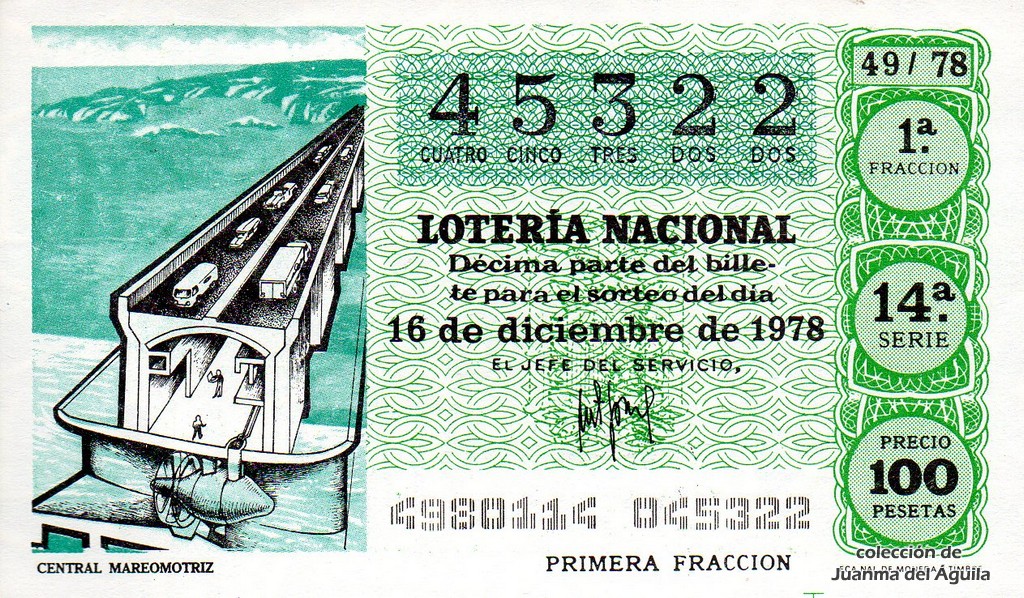 45322
CUATRO CINCO TRES DOS DOS
LOTERÍA NACIONAL
Décima parte del bille-
te para el sorteo del día
16 de diciembre de 1978
EL JEFE DEL SERVICIO,
49/78
1ª.
FRACCION
14ª.
SERIE
PRECIO
100
PESETAS
4980114 045322
PRIMERA FRACCION
CENTRAL MAREOMOTRIZ
colección de
Juanma del Águila